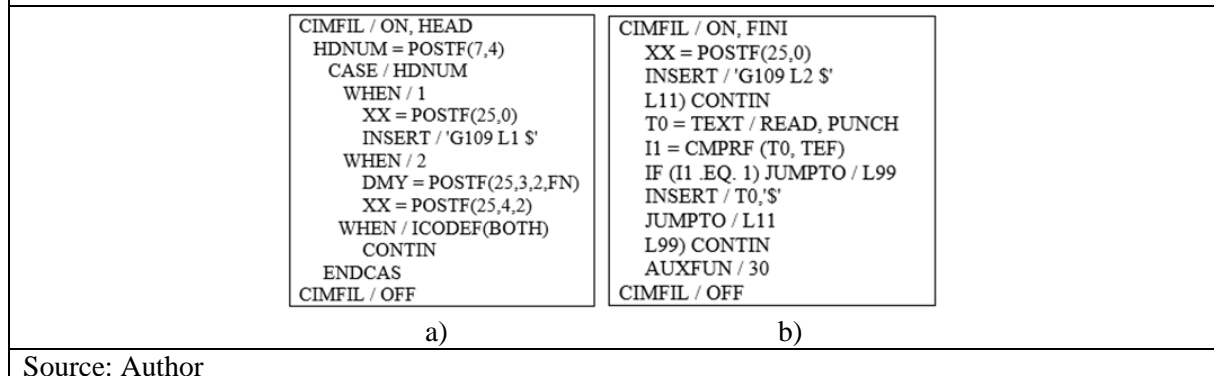 CIMFIL / ON, HEAD
HDNUM = POSTF(7,4)
CASE / HDNUM
WHEN / 1
XX = POSTF(25,0)
INSERT / 'G109 L1 $'
WHEN / 2
DMY = POSTF(25,3,2,FN)
XX = POSTF(25,4,2)
WHEN / ICODEF(BOTH)
CONTIN
ENDCAS
CIMFIL / OFF
a)
CIMFIL / ON, FINI
XX = POSTF(25,0)
INSERT / 'G109 L2 $'
L11) CONTIN
T0 = TEXT / READ, PUNCH
I1 = CMPRF (T0, TEF)
IF (I1 .EQ. 1) JUMPTO / L99
INSERT / T0,'$'
JUMPTO / L11
L99) CONTIN
AUXFUN / 30
CIMFIL / OFF
b)
Source: Author